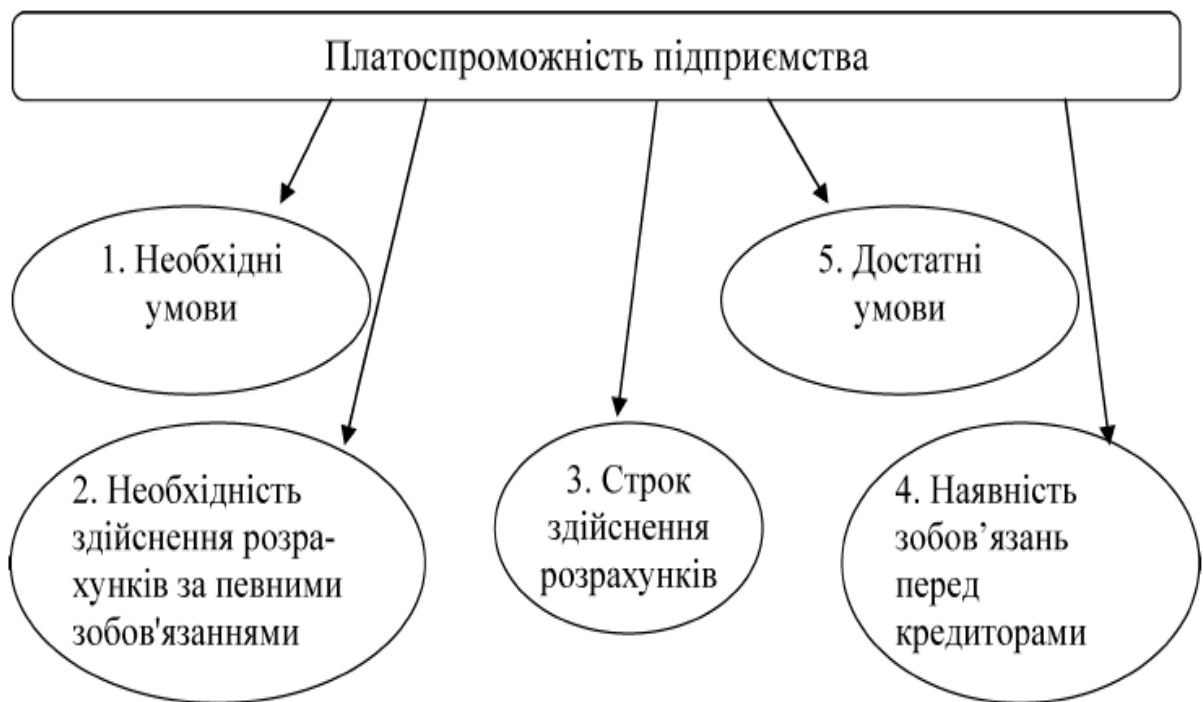 Платоспроможність підприємства
1. Необхідні
умови
5. Достатні
умови
2. Необхідність
здійснення розра-
хунків за певними
зобов'язаннями
3. Строк
здійснення
розрахунків
4. Наявність
зобов’язань
перед
кредиторами